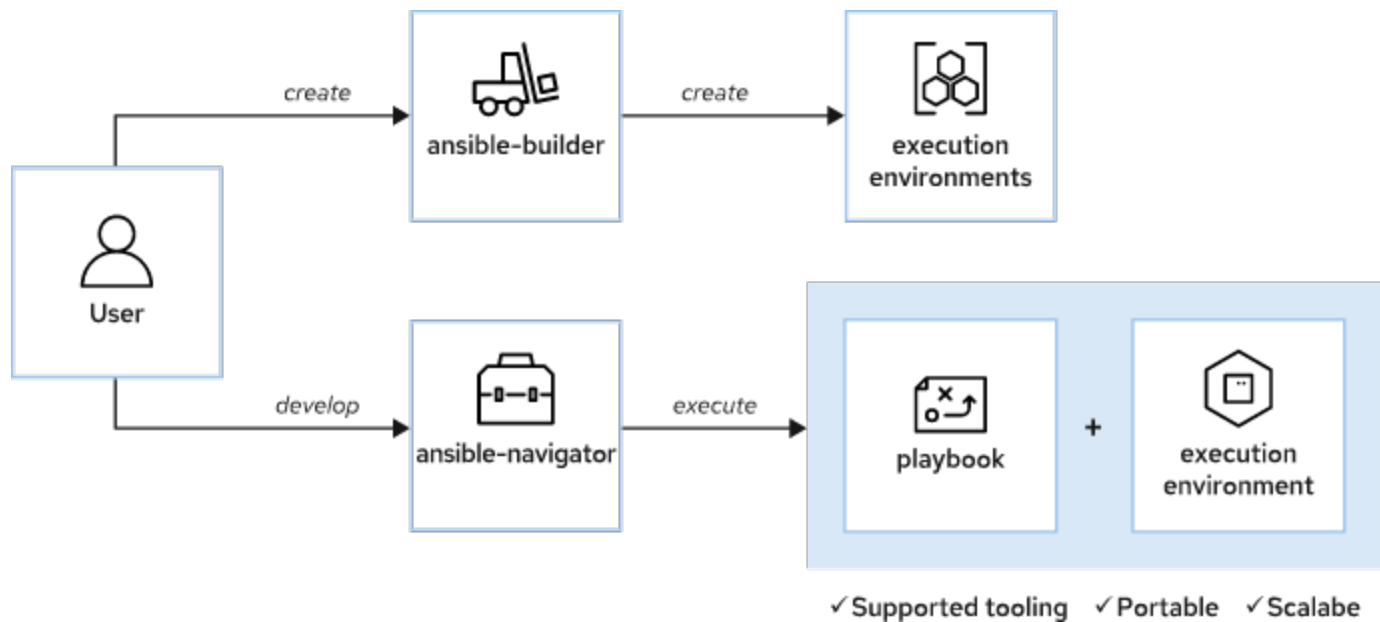 create
create
ansible-builder
execution
environments
User
develop
execute
ansible-navigator
playbook
+
execution
environment
✓Supported tooling ✓Portable ✓Scalabe